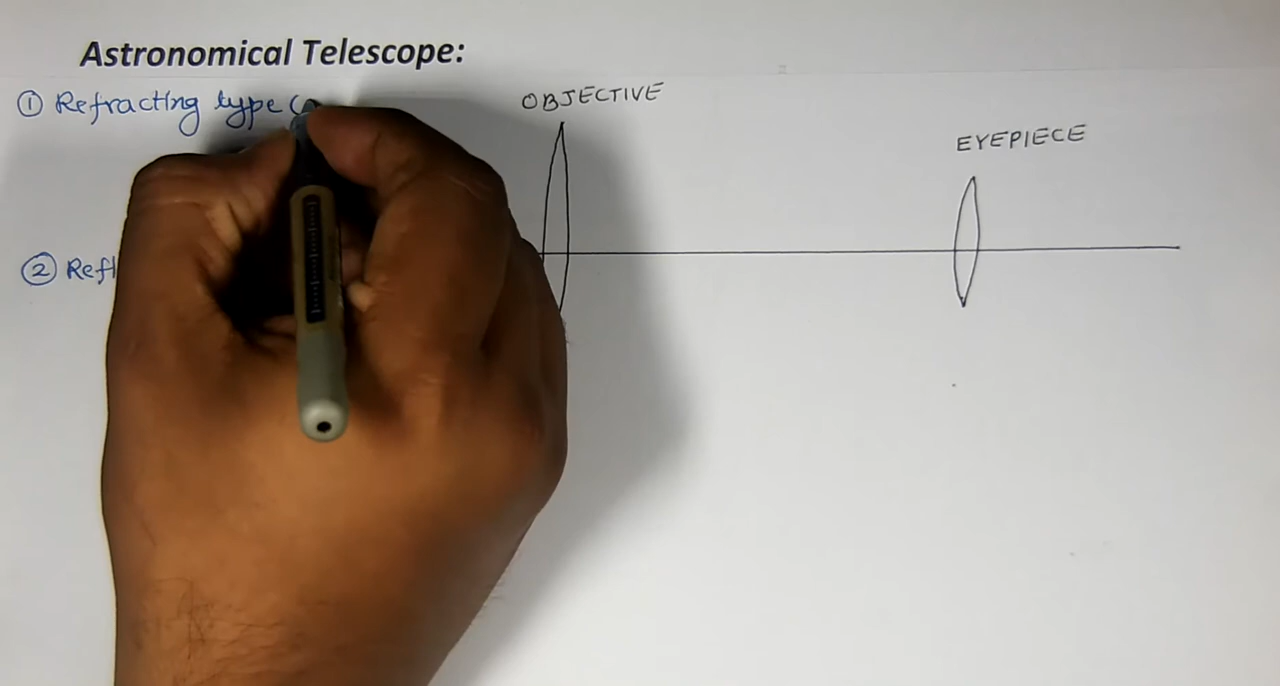 Astronomical Telescope:
① Refracting type (
OBJECTIVE
EYEPIECE
② Refl